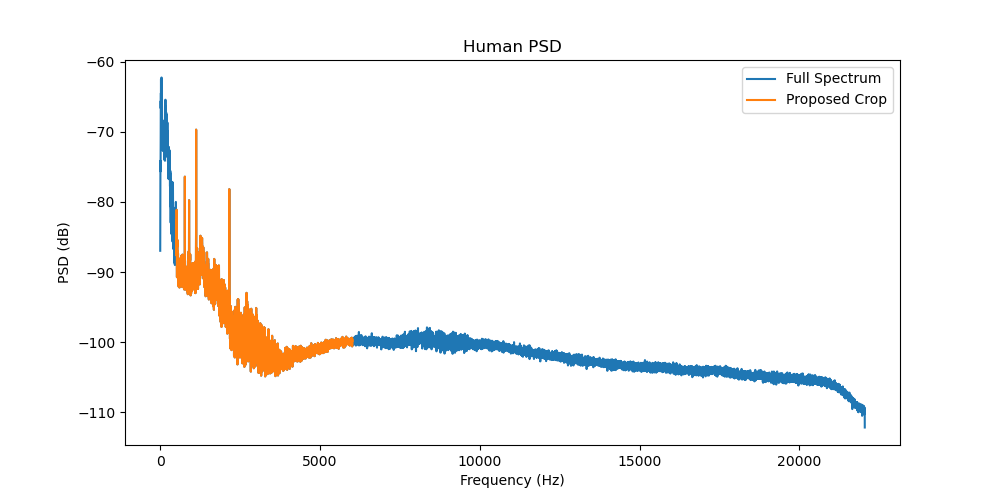 Human PSD
Full Spectrum
Proposed Crop
−60
−70
−80
−90
−100
−110
PSD (dB)
0
5000
10000
15000
20000
Frequency (Hz)